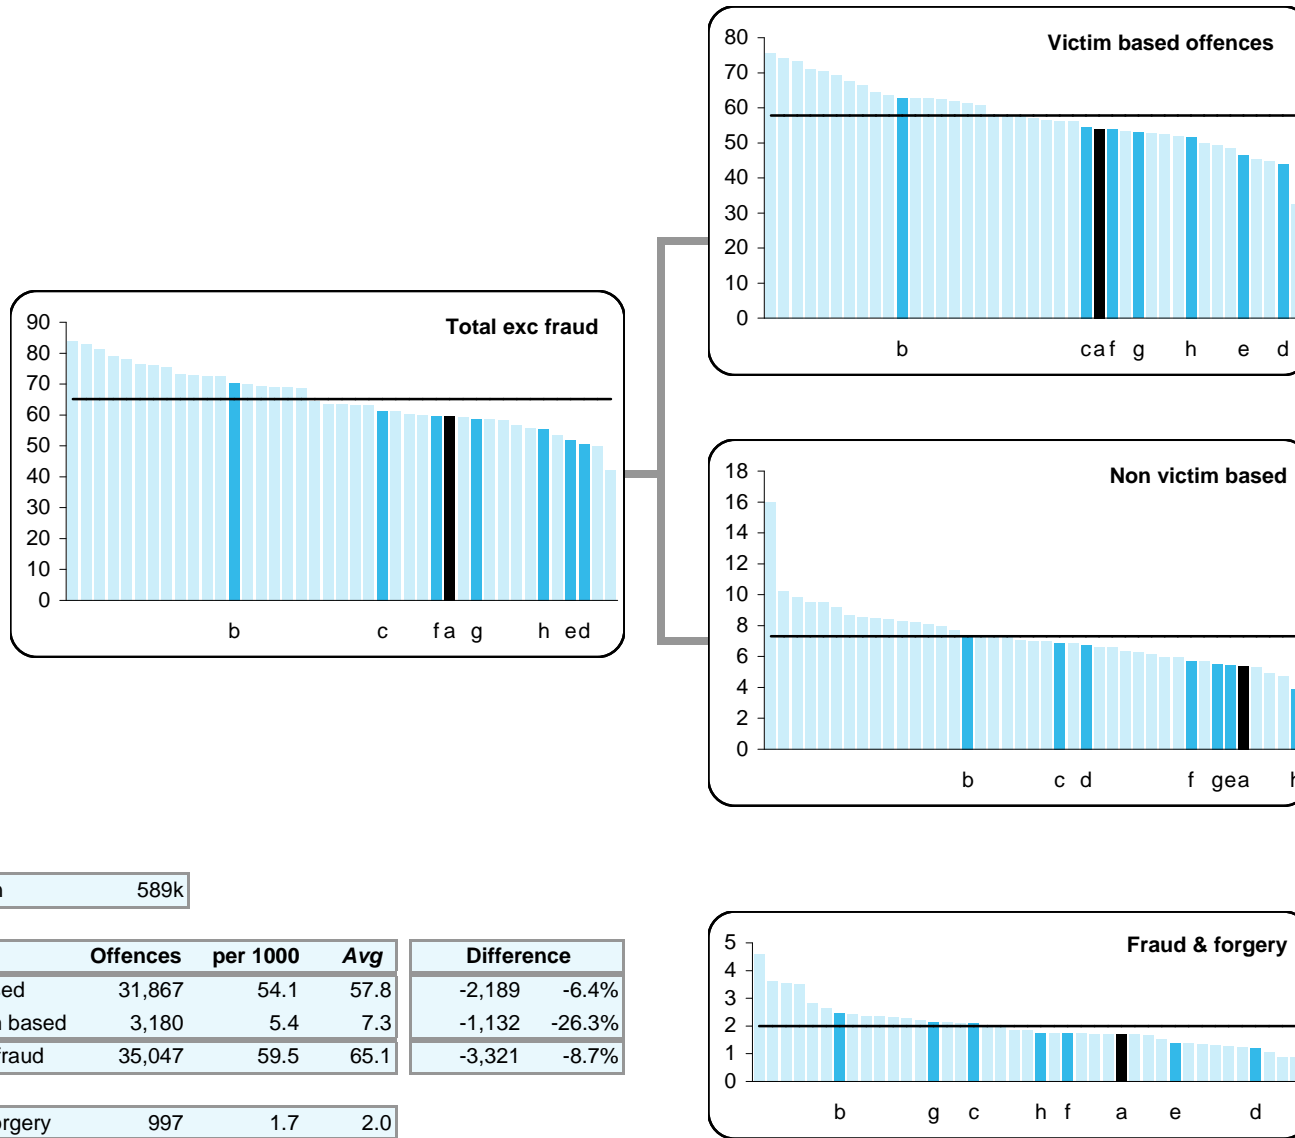 Victim based offences
80
70
60
50
40
30
20
10
0
b c a f g h e d
Total exc fraud
90
80
70
60
50
40
30
20
10
0
b c f a g h e d
Non victim based
18
16
14
12
10
8
6
4
2
0
b c d f g e a h
589k
Offences per 1000 Avg Difference
31,867 54.1 57.8 -2,189 -6.4%
based 3,180 5.4 7.3 -1,132 -26.3%
fraud 35,047 59.5 65.1 -3,321 -8.7%
997 1.7 2.0
Fraud & forgery
5
4
3
2
1
0
b g c h f a e d